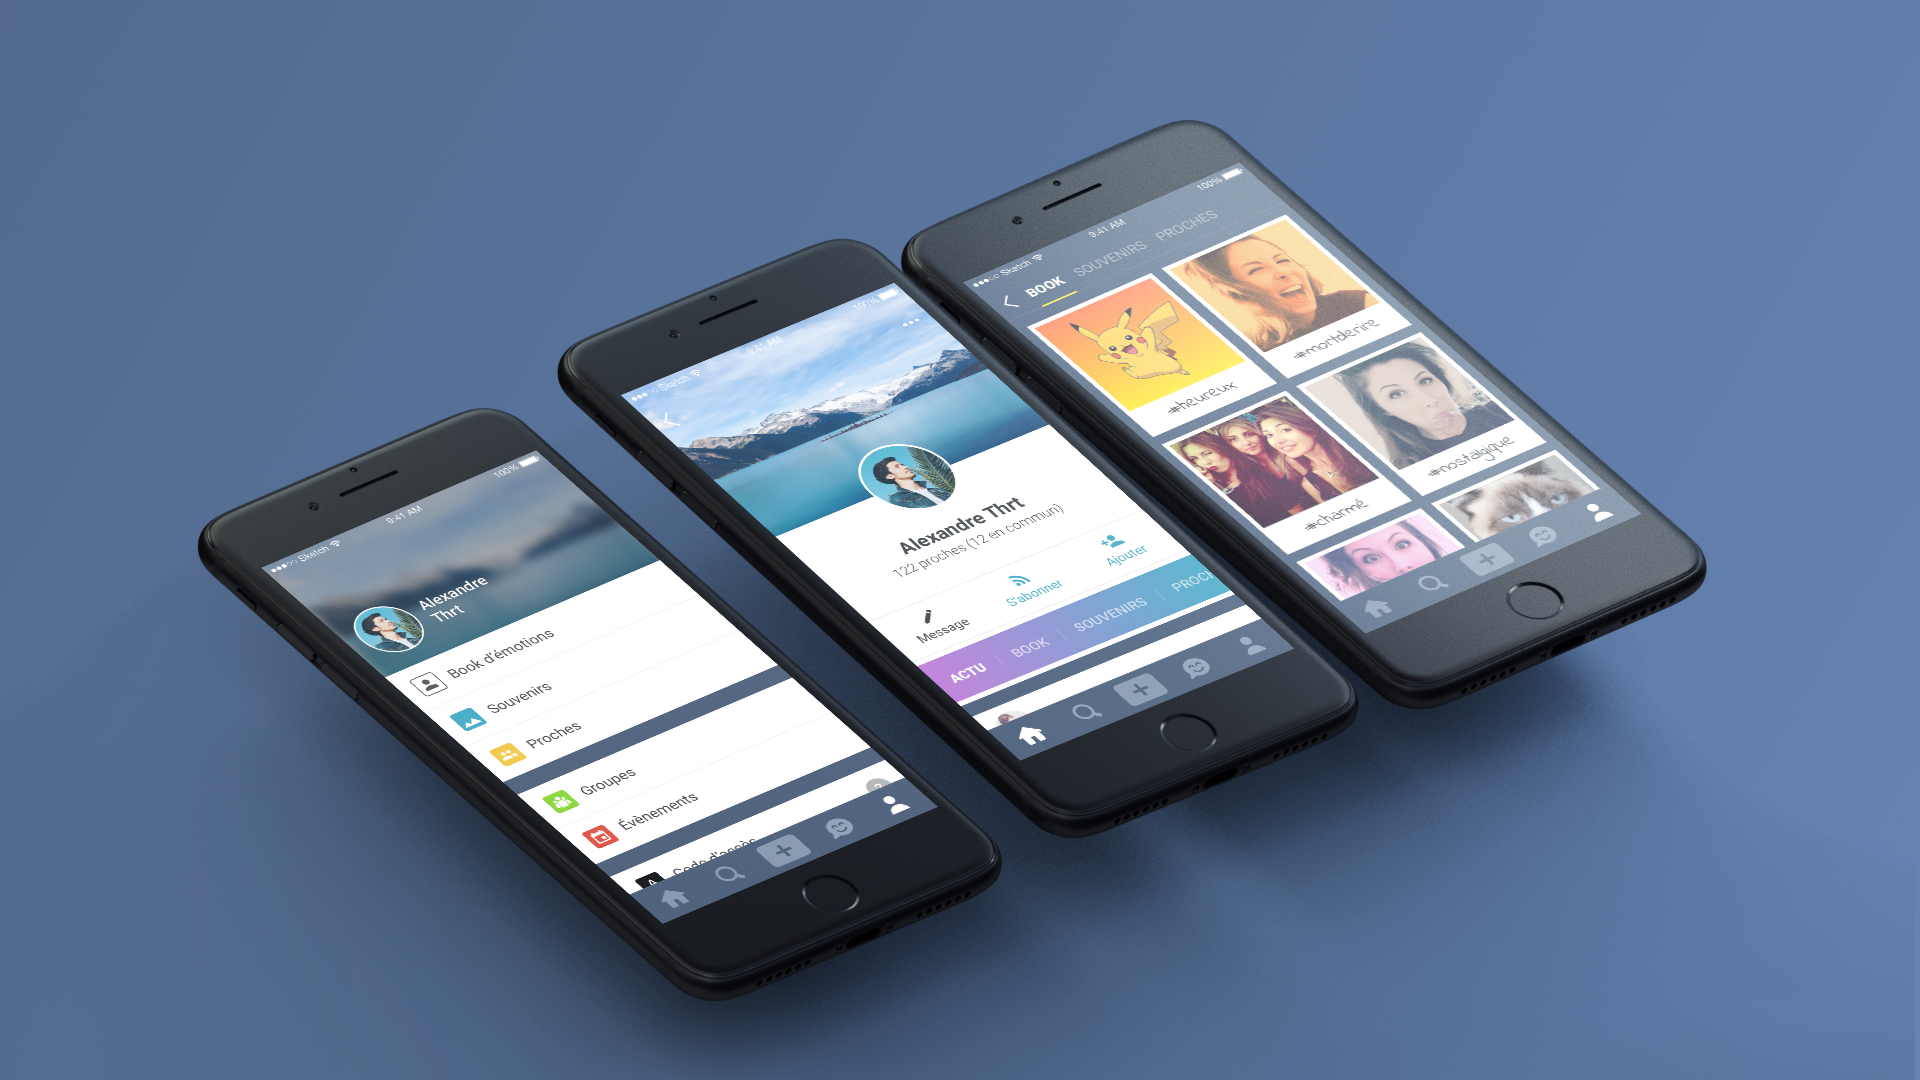 Sketch 9:41 AM 100%
Alexandre
Thrt
Book d'émotions
Souvenirs
Proches
Groupes
Évènements
Code d'accès
Sketch 9:41 AM 100%
Alexandre Thrt
122 proches (12 en commun)
Message S'abonner Ajouter
ACTU BOOK SOUVENIRS PROCH
Sketch 9:41 AM 100%
BOOK SOUVENIRS PROCHES
#heureux
#mortderire
#charmé
#nostalgique